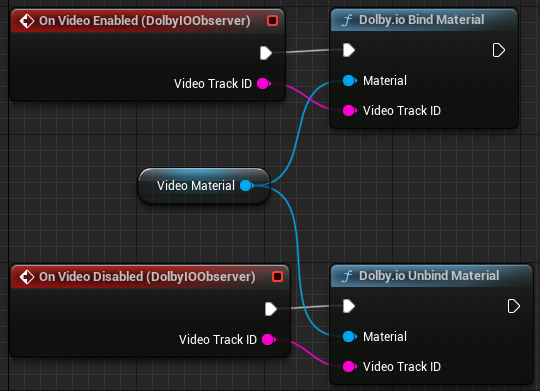 On Video Enabled (DolbyIOObserver)
Video Track ID
Dolby.io Bind Material
Material
Video Track ID
Video Material
On Video Disabled (DolbyIOObserver)
Video Track ID
Dolby.io Unbind Material
Material
Video Track ID